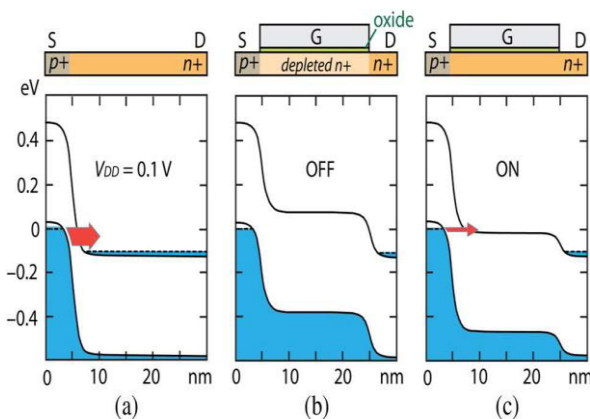 oxide
S D S G D S G D
p+ n+ p+ depleted n+ n+ p+ n+
eV
0.4
0.2
0
−0.2
−0.4
VDD = 0.1 V OFF ON
0 10 20 nm 0 10 20 nm 0 10 20 nm
(a) (b) (c)